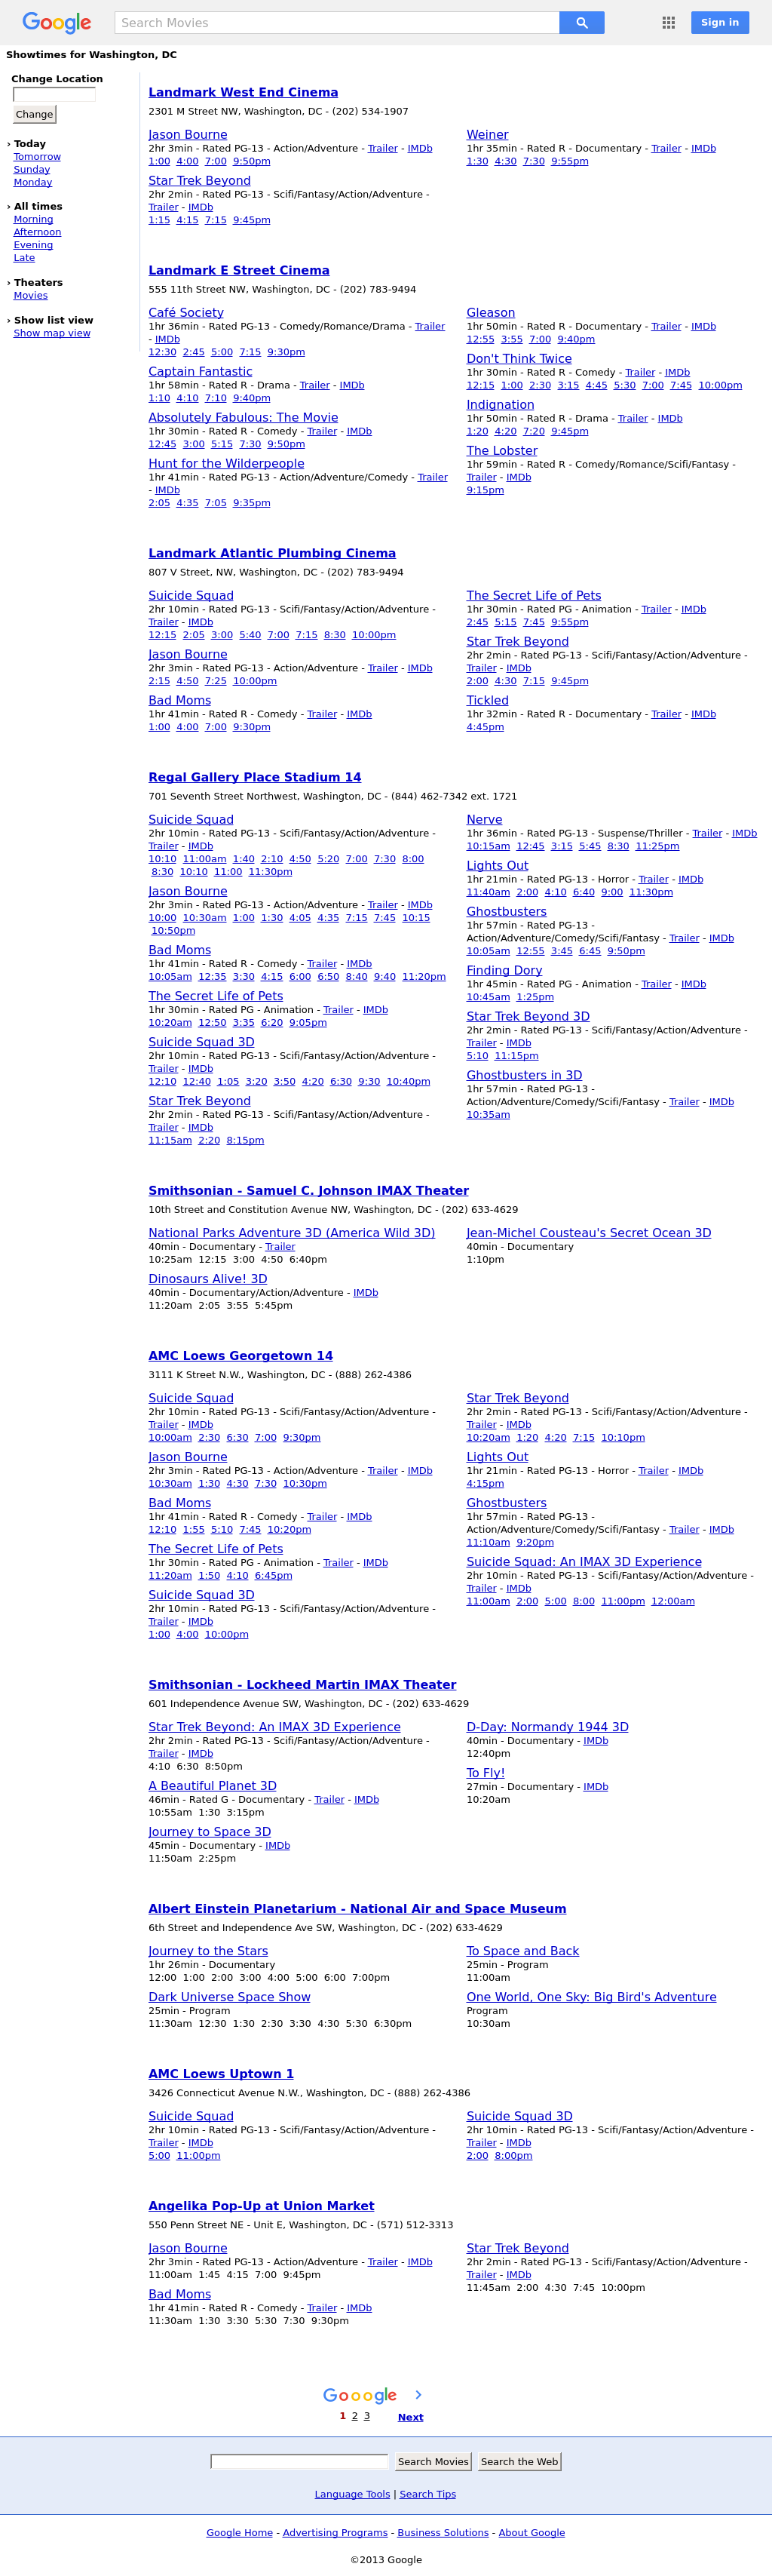 Google
Search Movies
Sign in
Showtimes for Washington, DC
Change Location
Change
› Today
Tomorrow
Sunday
Monday
› All times
Morning
Afternoon
Evening
Late
› Theaters
Movies
› Show list view
Show map view
Landmark West End Cinema
2301 M Street NW, Washington, DC - (202) 534-1907
Jason Bourne
2hr 3min - Rated PG-13 - Action/Adventure - Trailer - IMDb
1:00 4:00 7:00 9:50pm
Star Trek Beyond
2hr 2min - Rated PG-13 - Scifi/Fantasy/Action/Adventure -
Trailer - IMDb
1:15 4:15 7:15 9:45pm
Weiner
1hr 35min - Rated R - Documentary - Trailer - IMDb
1:30 4:30 7:30 9:55pm
Landmark E Street Cinema
555 11th Street NW, Washington, DC - (202) 783-9494
Café Society
1hr 36min - Rated PG-13 - Comedy/Romance/Drama - Trailer
- IMDb
12:30 2:45 5:00 7:15 9:30pm
Captain Fantastic
1hr 58min - Rated R - Drama - Trailer - IMDb
1:10 4:10 7:10 9:40pm
Absolutely Fabulous: The Movie
1hr 30min - Rated R - Comedy - Trailer - IMDb
12:45 3:00 5:15 7:30 9:50pm
Hunt for the Wilderpeople
1hr 41min - Rated PG-13 - Action/Adventure/Comedy - Trailer
- IMDb
2:05 4:35 7:05 9:35pm
Gleason
1hr 50min - Rated R - Documentary - Trailer - IMDb
12:55 3:55 7:00 9:40pm
Don't Think Twice
1hr 30min - Rated R - Comedy - Trailer - IMDb
12:15 1:00 2:30 3:15 4:45 5:30 7:00 7:45 10:00pm
Indignation
1hr 50min - Rated R - Drama - Trailer - IMDb
1:20 4:20 7:20 9:45pm
The Lobster
1hr 59min - Rated R - Comedy/Romance/Scifi/Fantasy -
Trailer - IMDb
9:15pm
Landmark Atlantic Plumbing Cinema
807 V Street, NW, Washington, DC - (202) 783-9494
Suicide Squad
2hr 10min - Rated PG-13 - Scifi/Fantasy/Action/Adventure -
Trailer - IMDb
12:15 2:05 3:00 5:40 7:00 7:15 8:30 10:00pm
Jason Bourne
2hr 3min - Rated PG-13 - Action/Adventure - Trailer - IMDb
2:15 4:50 7:25 10:00pm
Bad Moms
1hr 41min - Rated R - Comedy - Trailer - IMDb
1:00 4:00 7:00 9:30pm
The Secret Life of Pets
1hr 30min - Rated PG - Animation - Trailer - IMDb
2:45 5:15 7:45 9:55pm
Star Trek Beyond
2hr 2min - Rated PG-13 - Scifi/Fantasy/Action/Adventure -
Trailer - IMDb
2:00 4:30 7:15 9:45pm
Tickled
1hr 32min - Rated R - Documentary - Trailer - IMDb
4:45pm
Regal Gallery Place Stadium 14
701 Seventh Street Northwest, Washington, DC - (844) 462-7342 ext. 1721
Suicide Squad
2hr 10min - Rated PG-13 - Scifi/Fantasy/Action/Adventure -
Trailer - IMDb
10:10 11:00am 1:40 2:10 4:50 5:20 7:00 7:30 8:00
8:30 10:10 11:00 11:30pm
Jason Bourne
2hr 3min - Rated PG-13 - Action/Adventure - Trailer - IMDb
10:00 10:30am 1:00 1:30 4:05 4:35 7:15 7:45 10:15
10:50pm
Bad Moms
1hr 41min - Rated R - Comedy - Trailer - IMDb
10:05am 12:35 3:30 4:15 6:00 6:50 8:40 9:40 11:20pm
The Secret Life of Pets
1hr 30min - Rated PG - Animation - Trailer - IMDb
10:20am 12:50 3:35 6:20 9:05pm
Suicide Squad 3D
2hr 10min - Rated PG-13 - Scifi/Fantasy/Action/Adventure -
Trailer - IMDb
12:10 12:40 1:05 3:20 3:50 4:20 6:30 9:30 10:40pm
Star Trek Beyond
2hr 2min - Rated PG-13 - Scifi/Fantasy/Action/Adventure -
Trailer - IMDb
11:15am 2:20 8:15pm
Nerve
1hr 36min - Rated PG-13 - Suspense/Thriller - Trailer - IMDb
10:15am 12:45 3:15 5:45 8:30 11:25pm
Lights Out
1hr 21min - Rated PG-13 - Horror - Trailer - IMDb
11:40am 2:00 4:10 6:40 9:00 11:30pm
Ghostbusters
1hr 57min - Rated PG-13 -
Action/Adventure/Comedy/Scifi/Fantasy - Trailer - IMDb
10:05am 12:55 3:45 6:45 9:50pm
Finding Dory
1hr 45min - Rated PG - Animation - Trailer - IMDb
10:45am 1:25pm
Star Trek Beyond 3D
2hr 2min - Rated PG-13 - Scifi/Fantasy/Action/Adventure -
Trailer - IMDb
5:10 11:15pm
Ghostbusters in 3D
1hr 57min - Rated PG-13 -
Action/Adventure/Comedy/Scifi/Fantasy - Trailer - IMDb
10:35am
Smithsonian - Samuel C. Johnson IMAX Theater
10th Street and Constitution Avenue NW, Washington, DC - (202) 633-4629
National Parks Adventure 3D (America Wild 3D)
40min - Documentary - Trailer
10:25am 12:15 3:00 4:50 6:40pm
Dinosaurs Alive! 3D
40min - Documentary/Action/Adventure - IMDb
11:20am 2:05 3:55 5:45pm
Jean-Michel Cousteau's Secret Ocean 3D
40min - Documentary
1:10pm
AMC Loews Georgetown 14
3111 K Street N.W., Washington, DC - (888) 262-4386
Suicide Squad
2hr 10min - Rated PG-13 - Scifi/Fantasy/Action/Adventure -
Trailer - IMDb
10:00am 2:30 6:30 7:00 9:30pm
Jason Bourne
2hr 3min - Rated PG-13 - Action/Adventure - Trailer - IMDb
10:30am 1:30 4:30 7:30 10:30pm
Bad Moms
1hr 41min - Rated R - Comedy - Trailer - IMDb
12:10 1:55 5:10 7:45 10:20pm
The Secret Life of Pets
1hr 30min - Rated PG - Animation - Trailer - IMDb
11:20am 1:50 4:10 6:45pm
Suicide Squad 3D
2hr 10min - Rated PG-13 - Scifi/Fantasy/Action/Adventure -
Trailer - IMDb
1:00 4:00 10:00pm
Star Trek Beyond
2hr 2min - Rated PG-13 - Scifi/Fantasy/Action/Adventure -
Trailer - IMDb
10:20am 1:20 4:20 7:15 10:10pm
Lights Out
1hr 21min - Rated PG-13 - Horror - Trailer - IMDb
4:15pm
Ghostbusters
1hr 57min - Rated PG-13 -
Action/Adventure/Comedy/Scifi/Fantasy - Trailer - IMDb
11:10am 9:20pm
Suicide Squad: An IMAX 3D Experience
2hr 10min - Rated PG-13 - Scifi/Fantasy/Action/Adventure -
Trailer - IMDb
11:00am 2:00 5:00 8:00 11:00pm 12:00am
Smithsonian - Lockheed Martin IMAX Theater
601 Independence Avenue SW, Washington, DC - (202) 633-4629
Star Trek Beyond: An IMAX 3D Experience
2hr 2min - Rated PG-13 - Scifi/Fantasy/Action/Adventure -
Trailer - IMDb
4:10 6:30 8:50pm
A Beautiful Planet 3D
46min - Rated G - Documentary - Trailer - IMDb
10:55am 1:30 3:15pm
Journey to Space 3D
45min - Documentary - IMDb
11:50am 2:25pm
D-Day: Normandy 1944 3D
40min - Documentary - IMDb
12:40pm
To Fly!
27min - Documentary - IMDb
10:20am
Albert Einstein Planetarium - National Air and Space Museum
6th Street and Independence Ave SW, Washington, DC - (202) 633-4629
Journey to the Stars
1hr 26min - Documentary
12:00 1:00 2:00 3:00 4:00 5:00 6:00 7:00pm
Dark Universe Space Show
25min - Program
11:30am 12:30 1:30 2:30 3:30 4:30 5:30 6:30pm
To Space and Back
25min - Program
11:00am
One World, One Sky: Big Bird's Adventure
Program
10:30am
AMC Loews Uptown 1
3426 Connecticut Avenue N.W., Washington, DC - (888) 262-4386
Suicide Squad
2hr 10min - Rated PG-13 - Scifi/Fantasy/Action/Adventure -
Trailer - IMDb
5:00 11:00pm
Suicide Squad 3D
2hr 10min - Rated PG-13 - Scifi/Fantasy/Action/Adventure -
Trailer - IMDb
2:00 8:00pm
Angelika Pop-Up at Union Market
550 Penn Street NE - Unit E, Washington, DC - (571) 512-3313
Jason Bourne
2hr 3min - Rated PG-13 - Action/Adventure - Trailer - IMDb
11:00am 1:45 4:15 7:00 9:45pm
Bad Moms
1hr 41min - Rated R - Comedy - Trailer - IMDb
11:30am 1:30 3:30 5:30 7:30 9:30pm
Star Trek Beyond
2hr 2min - Rated PG-13 - Scifi/Fantasy/Action/Adventure -
Trailer - IMDb
11:45am 2:00 4:30 7:45 10:00pm
Goooogle
1 2 3 Next
Search Movies Search the Web
Language Tools | Search Tips
Google Home - Advertising Programs - Business Solutions - About Google
©2013 Google